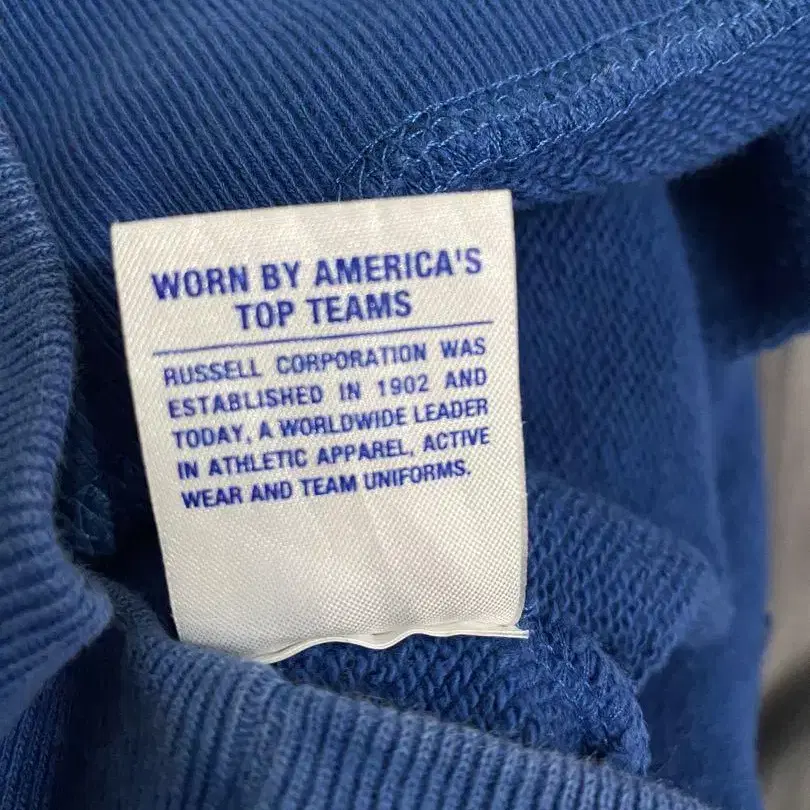 WORN BY AMERICA'S
TOP TEAMS
RUSSELL CORPORATION WAS
ESTABLISHED IN 1902 AND
TODAY, A WORLDWIDE LEADER
IN ATHLETIC APPAREL, ACTIVE
WEAR AND TEAM UNIFORMS.